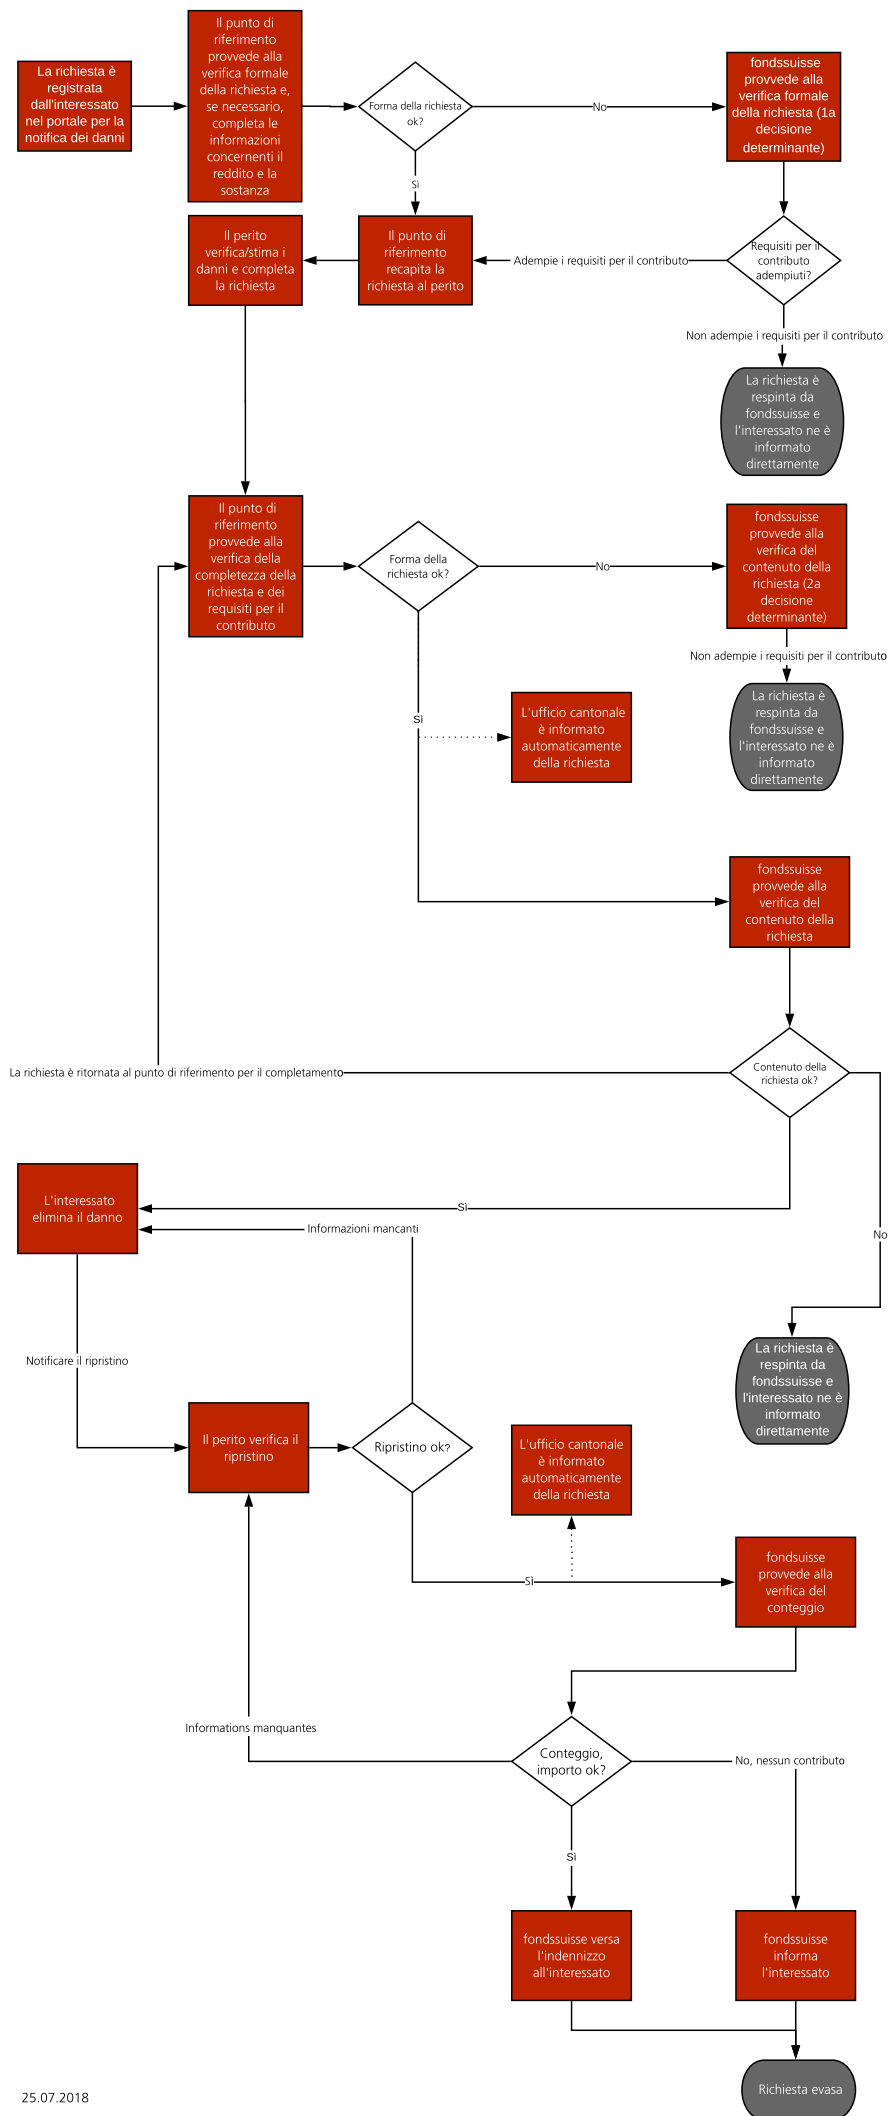 La richiesta è
registrata
dall'interessato
nel portale per la
notifica dei danni
Il punto di
riferimento
provvede alla
verifica formale
della richiesta e,
se necessario,
completa le
informazioni
concernenti il
reddito e la
sostanza
Forma della richiesta
ok?
No
fondssuisse
provvede alla
verifica formale
della richiesta (1a
decisione
determinante)
Sì
Il perito
verifica/stima i
danni e completa
la richiesta
Il punto di
riferimento
recapita la
richiesta al perito
Adempie i requisiti per il contributo
Requisiti per il
contributo
adempiuti?
Non adempie i requisiti per il contributo
La richiesta è
respinta da
fondssuisse e
l'interessato ne è
informato
direttamente
Il punto di
riferimento
provvede alla
verifica della
completezza della
richiesta e dei
requisiti per il
contributo
Forma della
richiesta ok?
No
fondssuisse
provvede alla
verifica del
contenuto della
richiesta (2a
decisione
determinante)
Non adempie i requisiti per il contributo
La richiesta è
respinta da
fondssuisse e
l'interessato ne è
informato
direttamente
Sì
L'ufficio cantonale
è informato
automaticamente
della richiesta
fondssuisse
provvede alla
verifica del
contenuto della
richiesta
La richiesta è ritornata al punto di riferimento per il completamento
Contenuto della
richiesta ok?
L'interessato
elimina il danno
Sì
Informazioni mancanti
No
La richiesta è
respinta da
fondssuisse e
l'interessato ne è
informato
direttamente
Notificare il ripristino
Il perito verifica il
ripristino
Ripristino ok?
L'ufficio cantonale
è informato
automaticamente
della richiesta
Sì
fondsuisse
provvede alla
verifica del
conteggio
Informations manquantes
Conteggio,
importo ok?
No, nessun contributo
Sì
fondssuisse versa
l'indennizzo
all'interessato
fondssuisse
informa
l'interessato
Richiesta evasa
25.07.2018